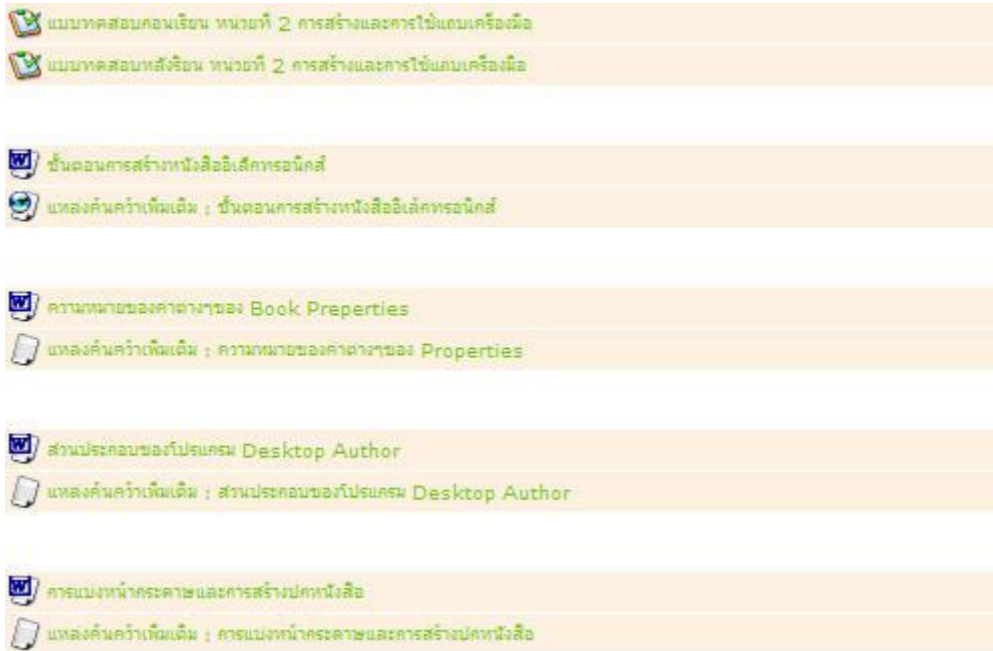 แบบทดสอบก่อนเรียน หน่วยที่ 2 การสร้างและการใช้แถบเครื่องมือ
แบบทดสอบหลังเรียน หน่วยที่ 2 การสร้างและการใช้แถบเครื่องมือ
ขั้นตอนการสร้างหนังสืออิเล็กทรอนิกส์
แหล่งค้นคว้าเพิ่มเติม : ขั้นตอนการสร้างหนังสืออิเล็กทรอนิกส์
ความหมายของค่าต่างๆของ Book Preperties
แหล่งค้นคว้าเพิ่มเติม : ความหมายของค่าต่างๆของ Properties
ส่วนประกอบของโปรแกรม Desktop Author
แหล่งค้นคว้าเพิ่มเติม : ส่วนประกอบของโปรแกรม Desktop Author
การแบ่งหน้ากระดาษและการสร้างปกหนังสือ
แหล่งค้นคว้าเพิ่มเติม : การแบ่งหน้ากระดาษและการสร้างปกหนังสือ